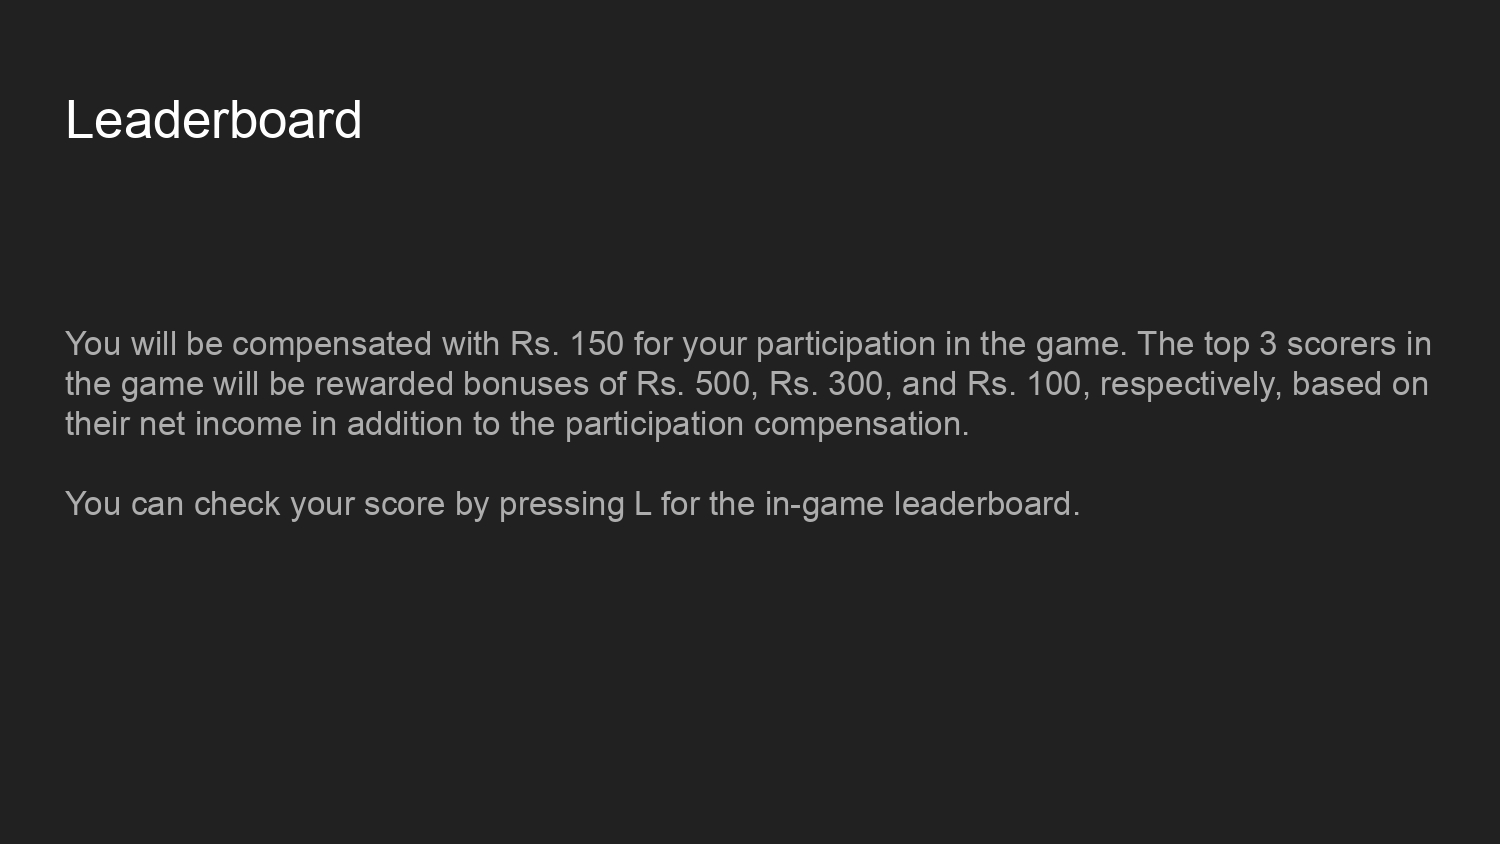 Leaderboard
You will be compensated with Rs. 150 for your participation in the game. The top 3 scorers in
the game will be rewarded bonuses of Rs. 500, Rs. 300, and Rs. 100, respectively, based on
their net income in addition to the participation compensation.
You can check your score by pressing L for the in-game leaderboard.